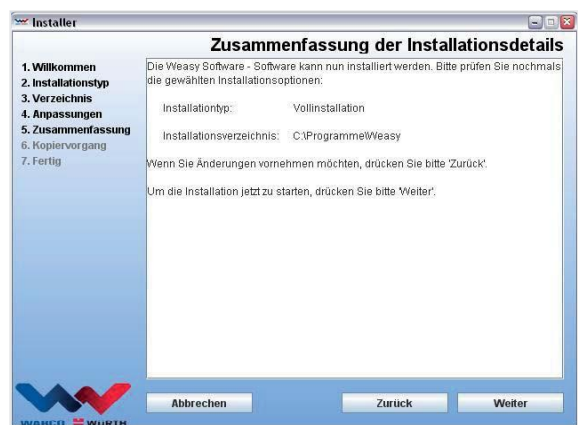 Installer
Zusammenfassung der Installationsdetails
1. Willkommen
2. Installationstyp
3. Verzeichnis
4. Anpassungen
5. Zusammenfassung
6. Kopiervorgang
7. Fertig
Die Weasy Software - Software kann nun installiert werden. Bitte prüfen Sie nochmals
die gewählten Installationsoptionen:
Installationtyp: Vollinstallation
Installationsverzeichnis: C:\Programme\Weasy
Wenn Sie Änderungen vornehmen möchten, drücken Sie bitte 'Zurück'.
Um die Installation jetzt zu starten, drücken Sie bitte 'Weiter'.
Abbrechen Zurück Weiter
WABCO WÜRTH